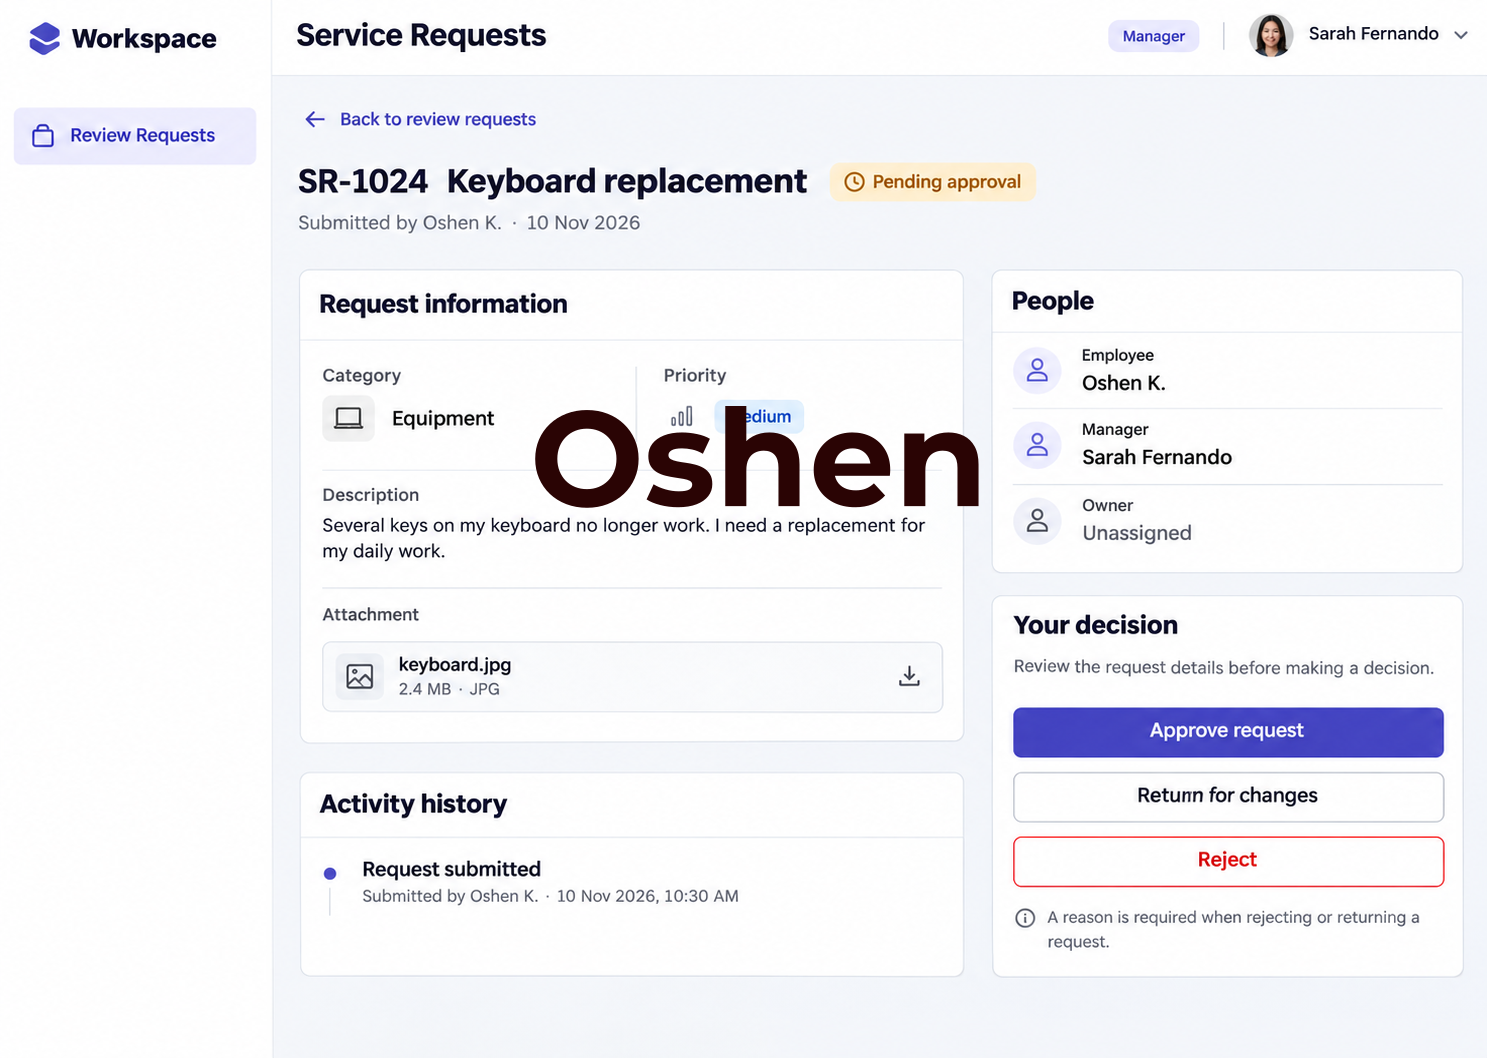 Workspace
Service Requests
Manager
Sarah Fernando
Review Requests
Back to review requests
SR-1024 Keyboard replacement
Pending approval
Submitted by Oshen K. · 10 Nov 2026
Request information
Category
Priority
Equipment
Oshen
Description
Several keys on my keyboard no longer work. I need a replacement for
my daily work.
Attachment
keyboard.jpg
2.4 MB · JPG
Activity history
Request submitted
Submitted by Oshen K. · 10 Nov 2026, 10:30 AM
People
Employee
Oshen K.
Manager
Sarah Fernando
Owner
Unassigned
Your decision
Review the request details before making a decision.
Approve request
Return for changes
Reject
A reason is required when rejecting or returning a
request.